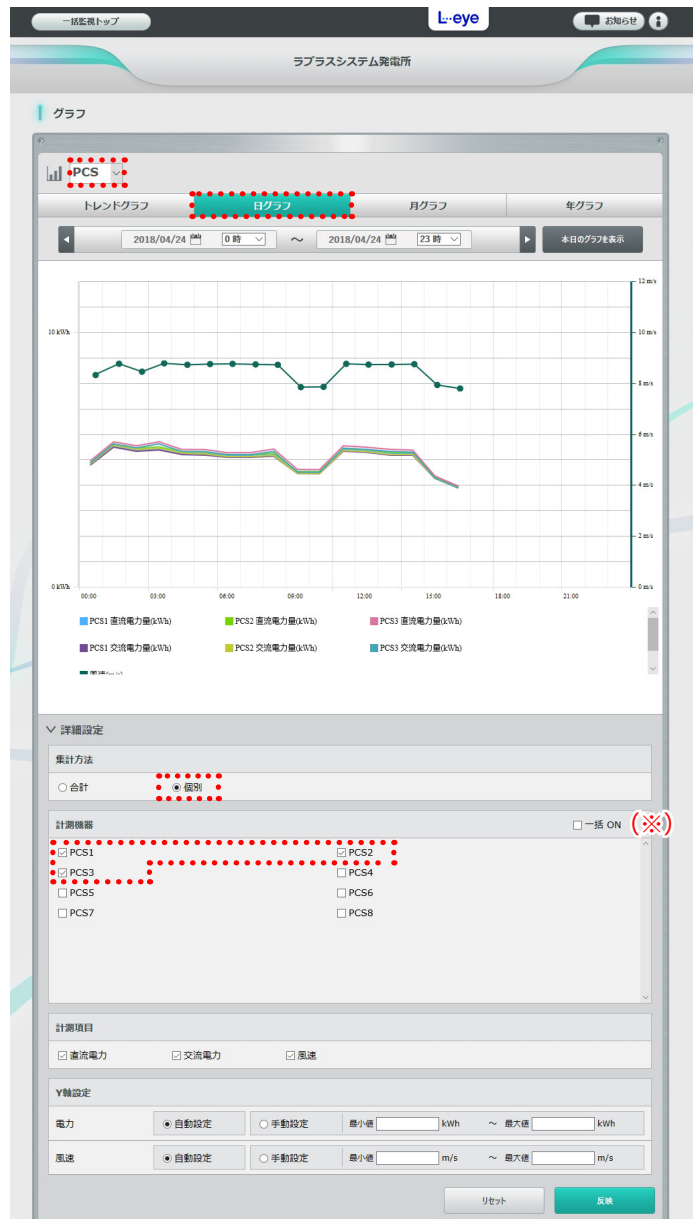 一括監視トップ
L・eye
お知らせ
ラプラスシステム発電所
グラフ
PCS
トレンドグラフ 日グラフ 月グラフ 年グラフ
2018/04/24 0 時 ～ 2018/04/24 23 時 本日のグラフを表示
12 m/s
10 kWh 10 m/s
8 m/s
6 m/s
4 m/s
2 m/s
0 kWh 0 m/s
00:00 03:00 06:00 09:00 12:00 15:00 18:00 21:00
PCS1 直流電力量(kWh) PCS2 直流電力量(kWh) PCS3 直流電力量(kWh)
PCS1 交流電力量(kWh) PCS2 交流電力量(kWh) PCS3 交流電力量(kWh)
詳細設定
集計方法
合計 個別
計測機器 一括 ON (※)
PCS1 PCS2
PCS3 PCS4
PCS5 PCS6
PCS7 PCS8
計測項目
直流電力 交流電力 風速
Y軸設定
電力 自動設定 手動設定 最小値 kWh ～ 最大値 kWh
風速 自動設定 手動設定 最小値 m/s ～ 最大値 m/s
リセット 反映